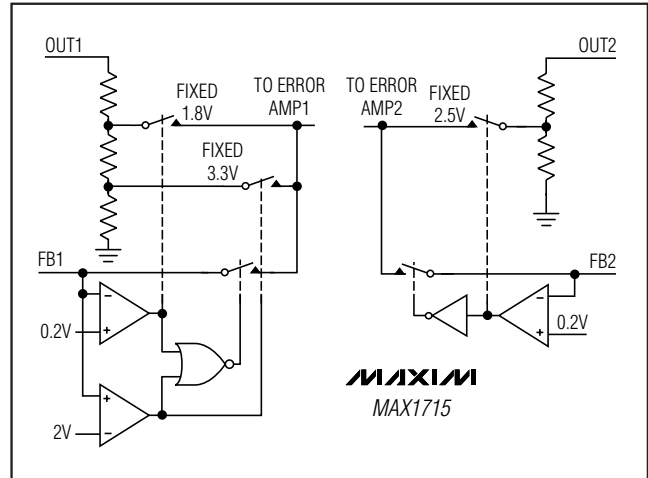 OUT1
OUT2
FIXED
1.8V
TO ERROR
AMP1
TO ERROR
AMP2
FIXED
2.5V
FIXED
3.3V
FB1
FB2
−
+
0.2V
−
+
0.2V
+
−
2V
MAXIM
MAX1715